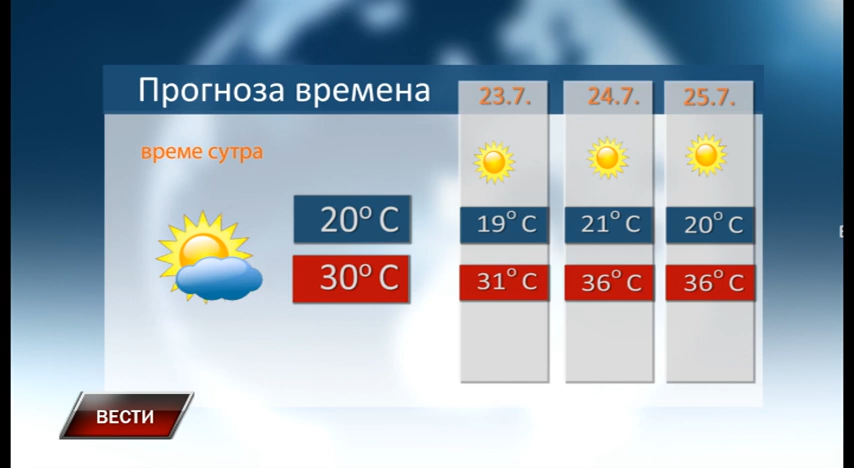 Прогноза времена
23.7. 24.7. 25.7.
време сутра
20° C
19° C 21° C 20° C
30° C
31° C 36° C 36° C
ВЕСТИ